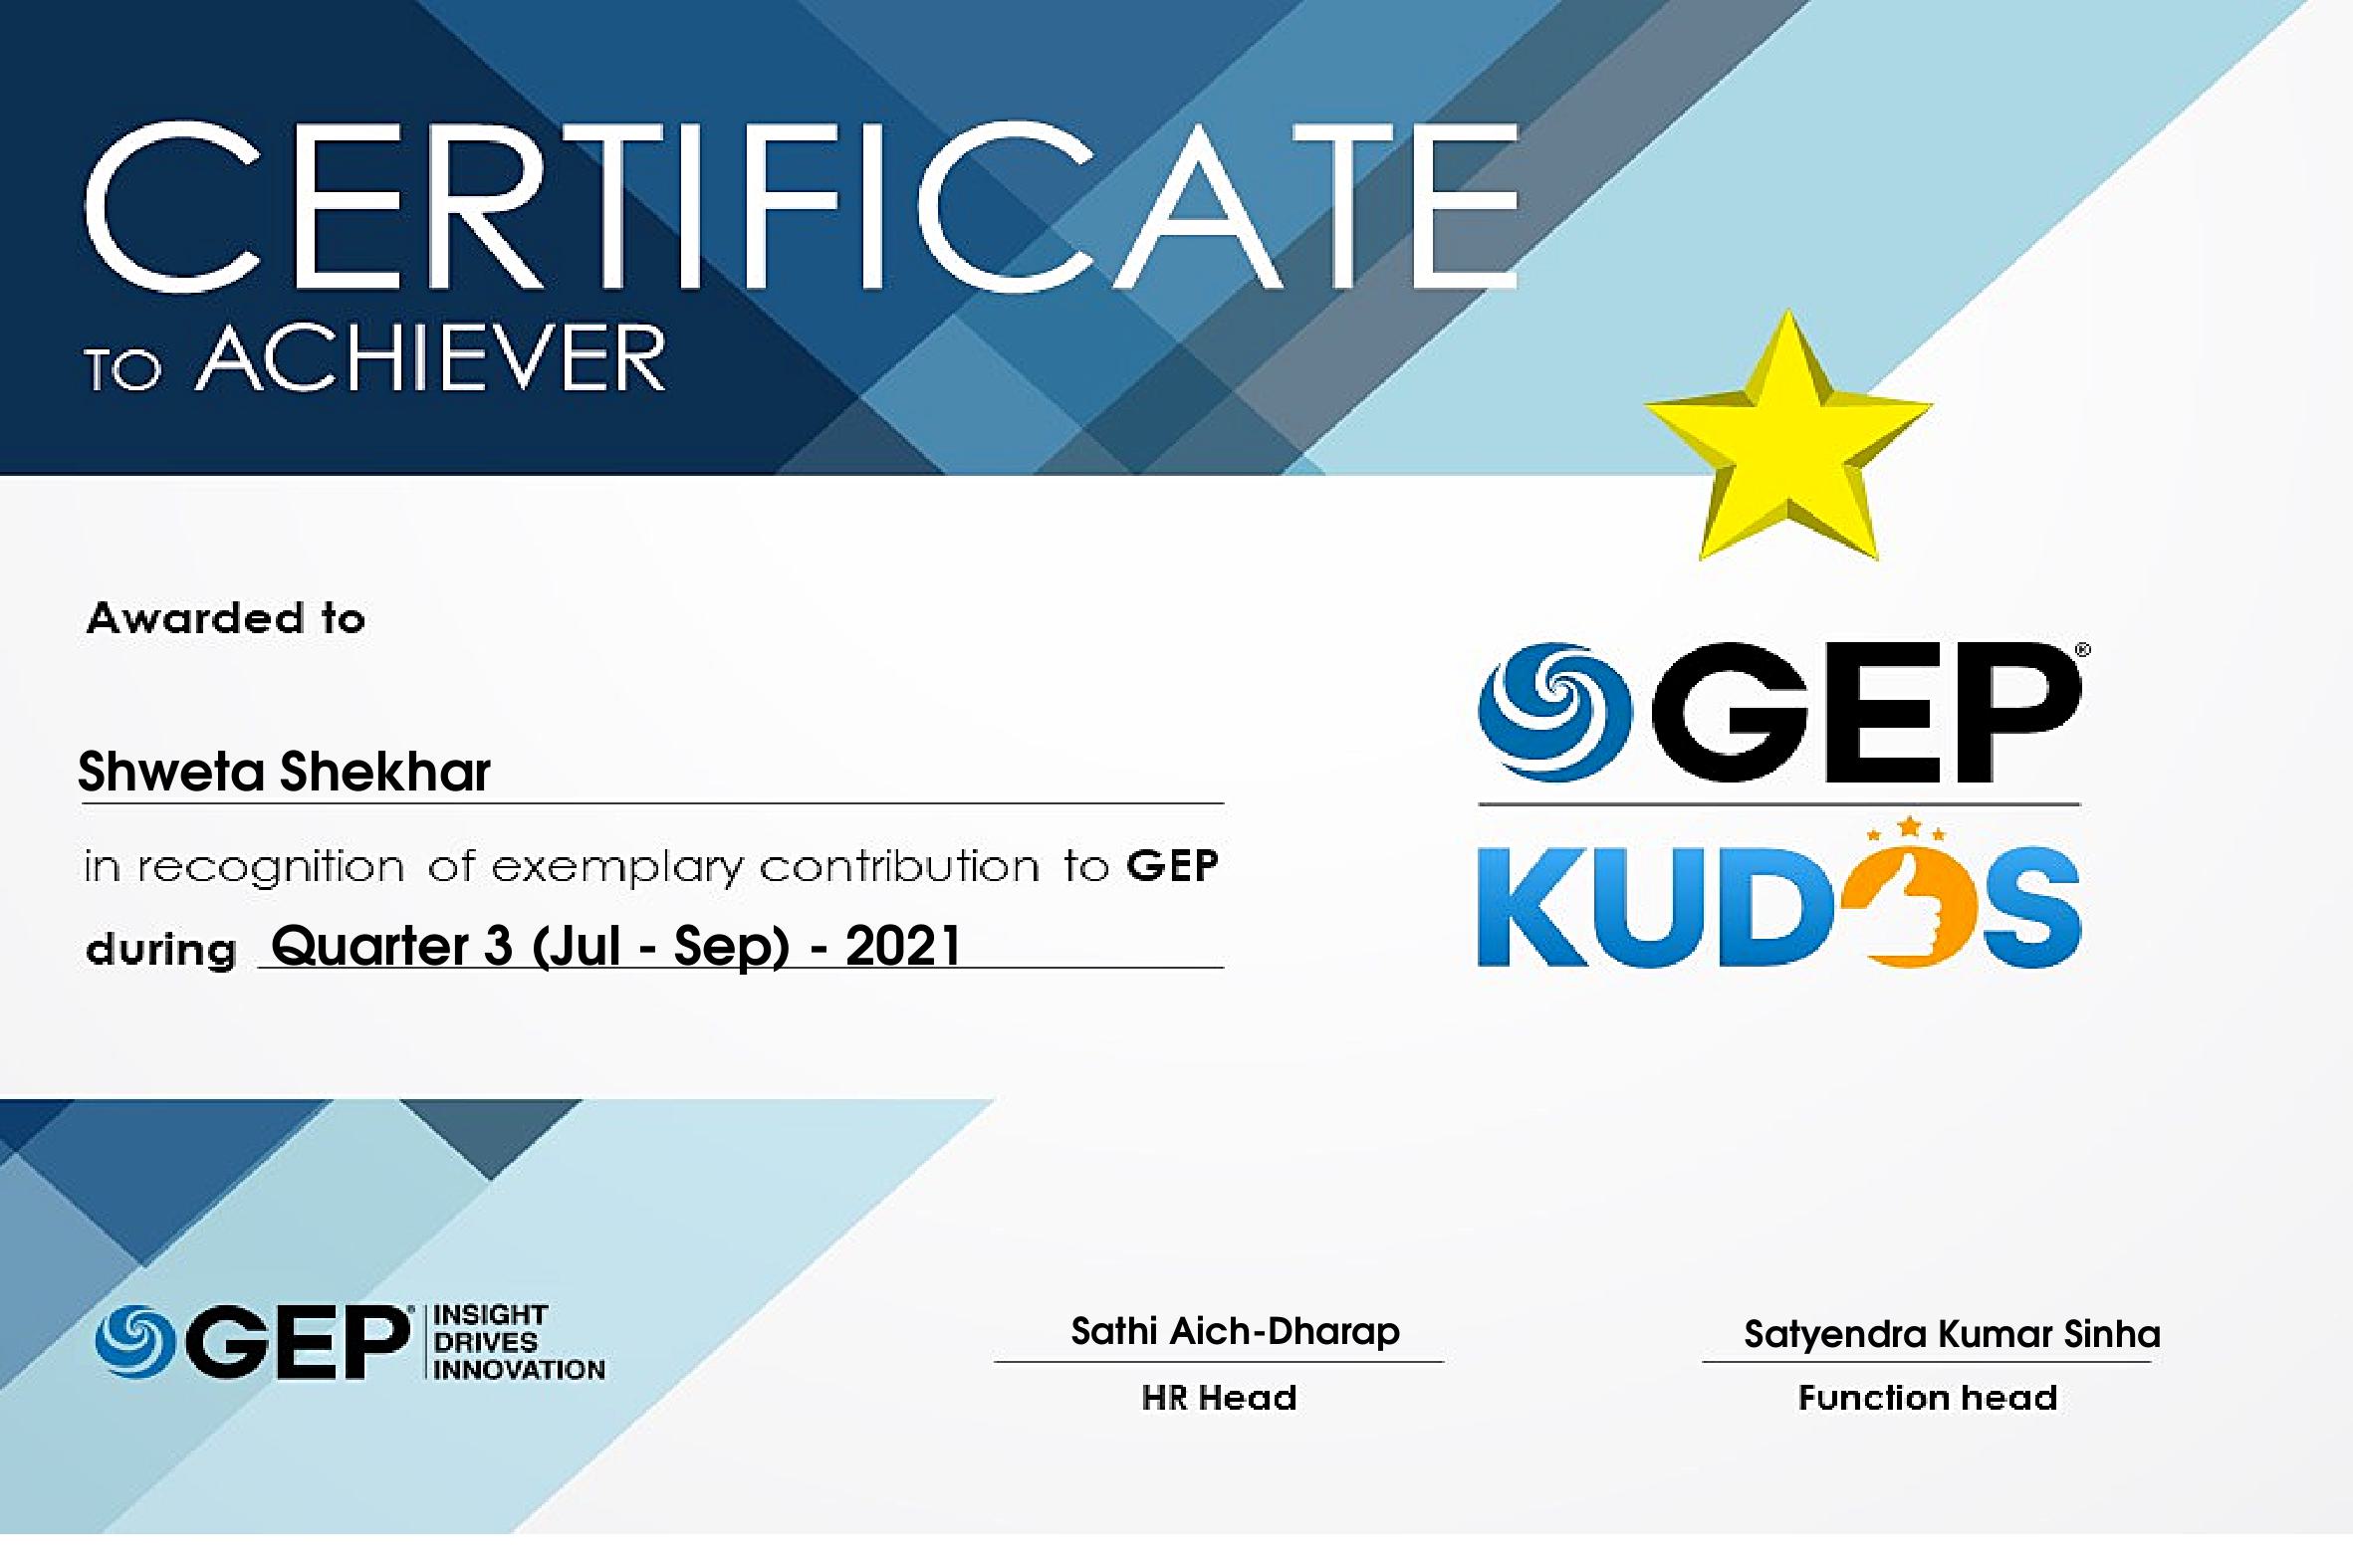 CERTIFICATE
TO ACHIEVER
Awarded to
Shweta Shekhar
in recognition of exemplary contribution to GEP
during Quarter 3 (Jul - Sep) - 2021
GEP®
KUDOS
GEP® INSIGHT
DRIVES
INNOVATION
Sathi Aich-Dharap
HR Head
Satyendra Kumar Sinha
Function head